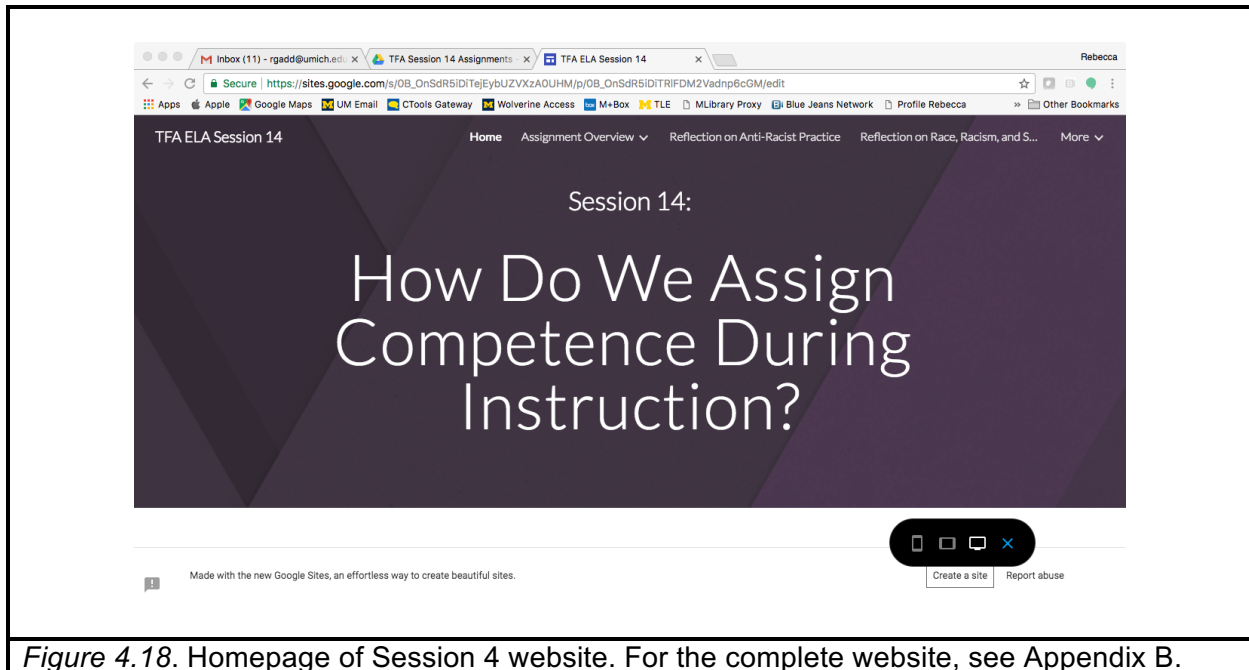 Inbox (11) - rgadd@umich.edu TFA Session 14 Assignments - TFA ELA Session 14 Rebecca
Secure | https://sites.google.com/s/0B_OnSdR5iDiTejEybUZVXzA0UHM/p/0B_OnSdR5iDiTRlFDM2Vadnp6cGM/edit
Apps Apple Google Maps UM Email CTools Gateway Wolverine Access M+Box TLE MLibrary Proxy Blue Jeans Network Profile Rebecca » Other Bookmarks
TFA ELA Session 14 Home Assignment Overview Reflection on Anti-Racist Practice Reflection on Race, Racism, and S... More
Session 14:
How Do We Assign
Competence During
Instruction?
Made with the new Google Sites, an effortless way to create beautiful sites. Create a site Report abuse
Figure 4.18. Homepage of Session 4 website. For the complete website, see Appendix B.